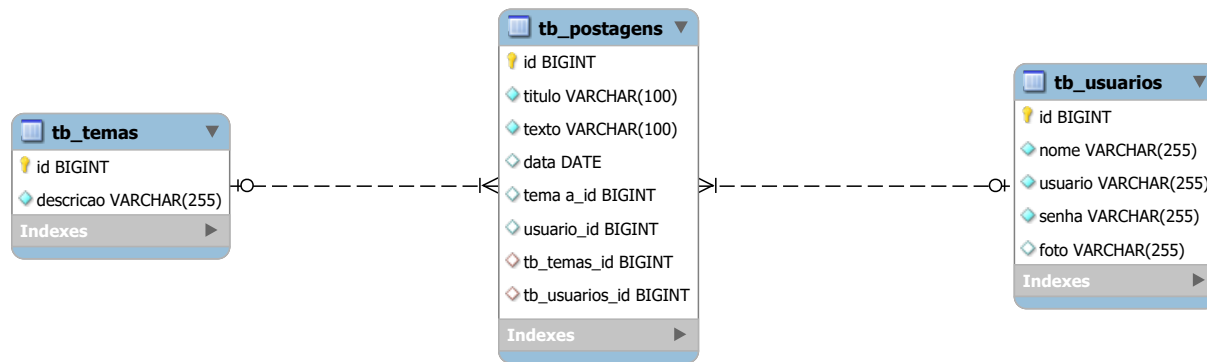 tb_temas
id BIGINT
descricao VARCHAR(255)
Indexes
tb_postagens
id BIGINT
titulo VARCHAR(100)
texto VARCHAR(100)
data DATE
tema a_id BIGINT
usuario_id BIGINT
tb_temas_id BIGINT
tb_usuarios_id BIGINT
Indexes
tb_usuarios
id BIGINT
nome VARCHAR(255)
usuario VARCHAR(255)
senha VARCHAR(255)
foto VARCHAR(255)
Indexes